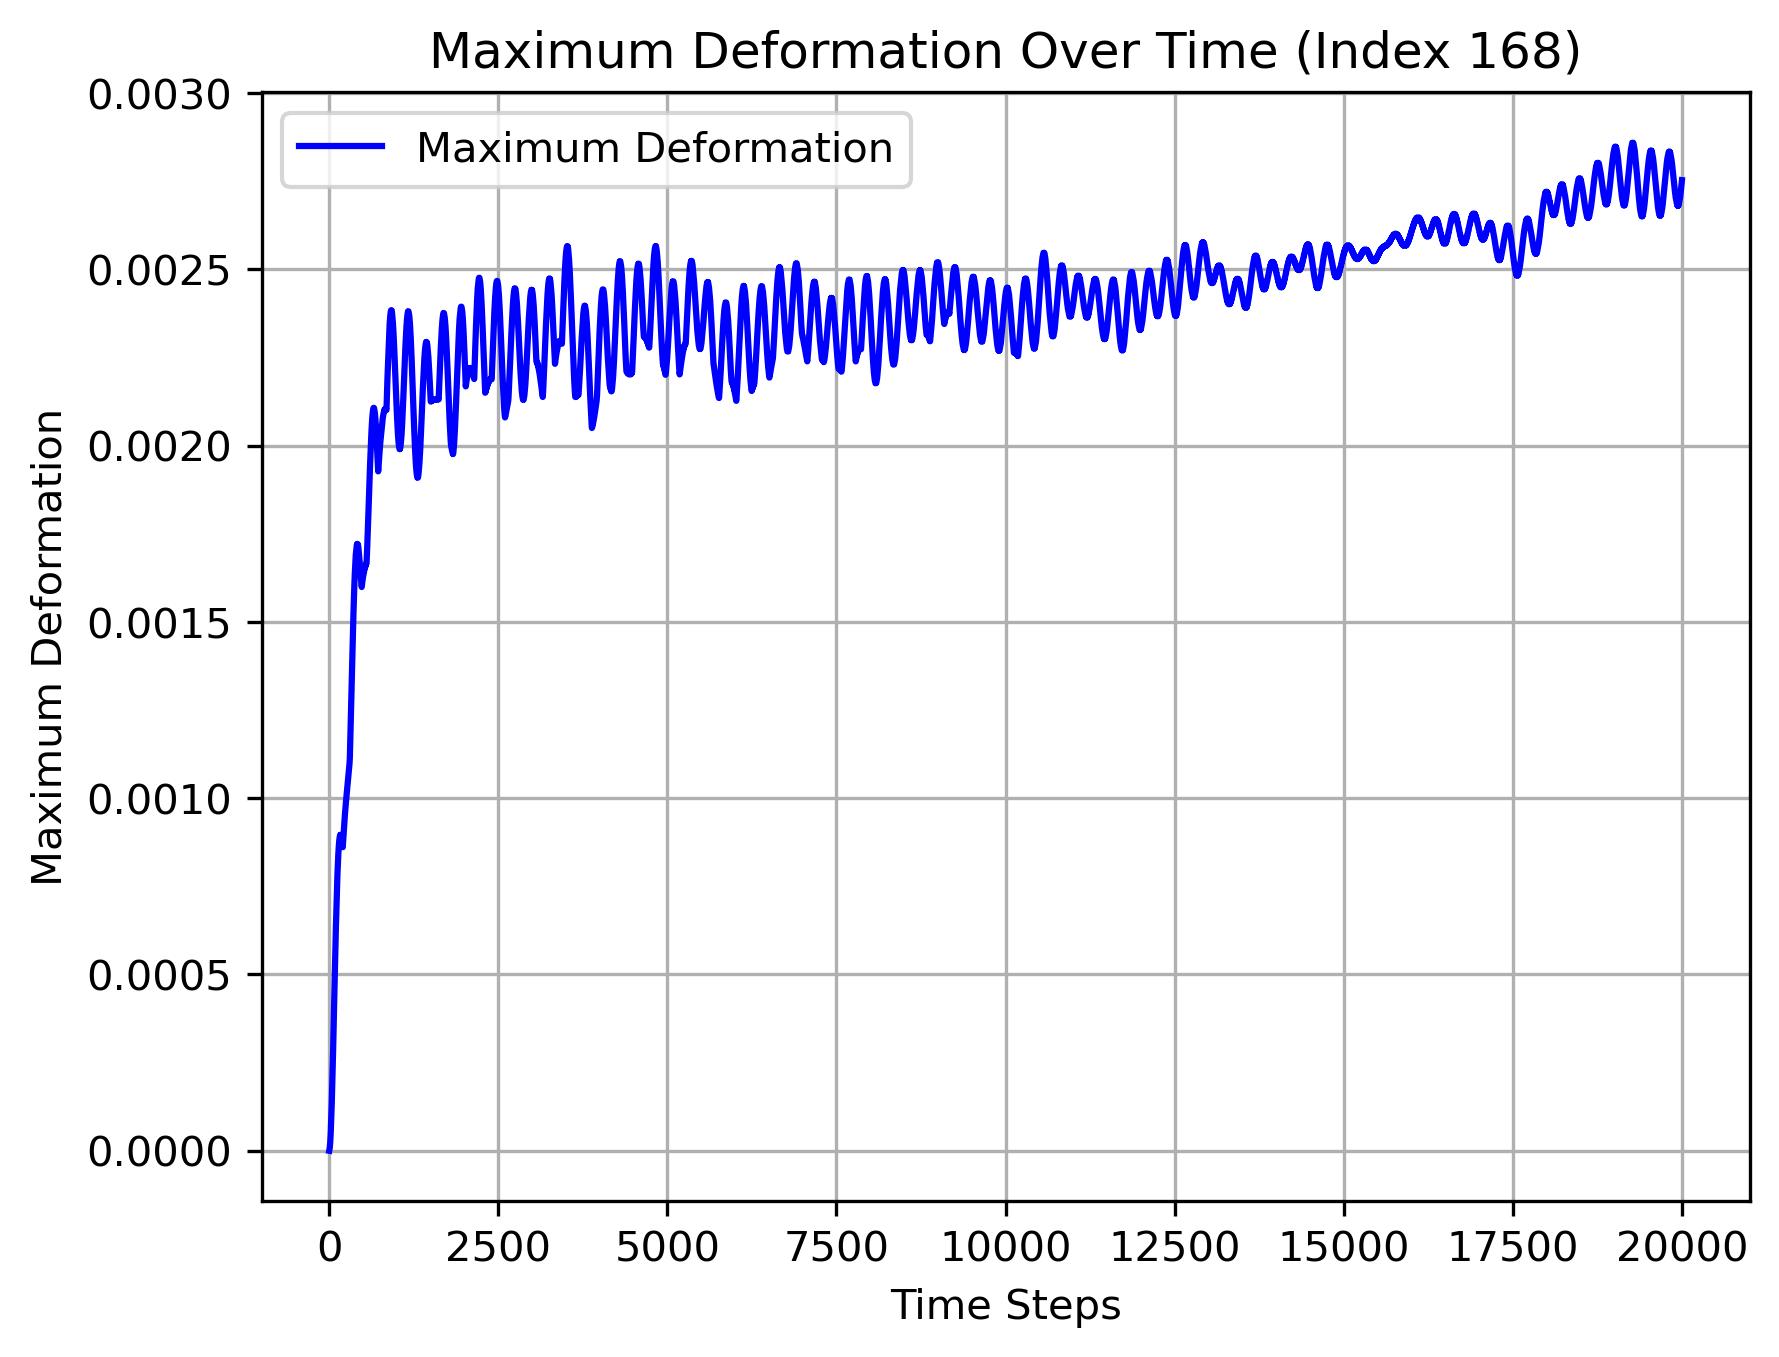 Maximum Deformation Over Time (Index 168)
Maximum Deformation
0.0030
0.0025
0.0020
0.0015
0.0010
0.0005
0.0000
Maximum Deformation
0 2500 5000 7500 10000 12500 15000 17500 20000
Time Steps